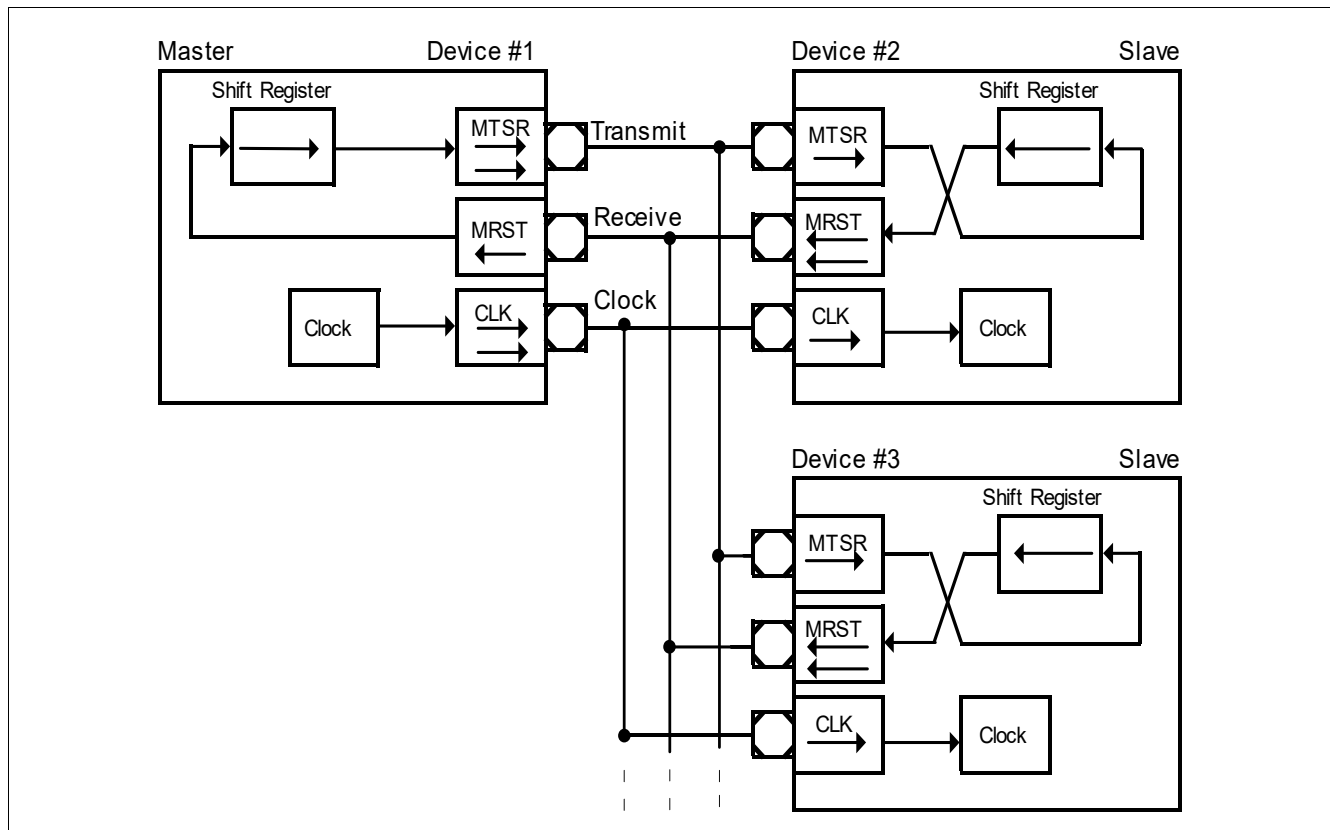 Master Device #1
Shift Register
MTSR
MRST
Clock
CLK
Transmit
Receive
Clock
Device #2 Slave
MTSR
Shift Register
MRST
CLK
Clock
Device #3 Slave
Shift Register
MTSR
MRST
CLK
Clock